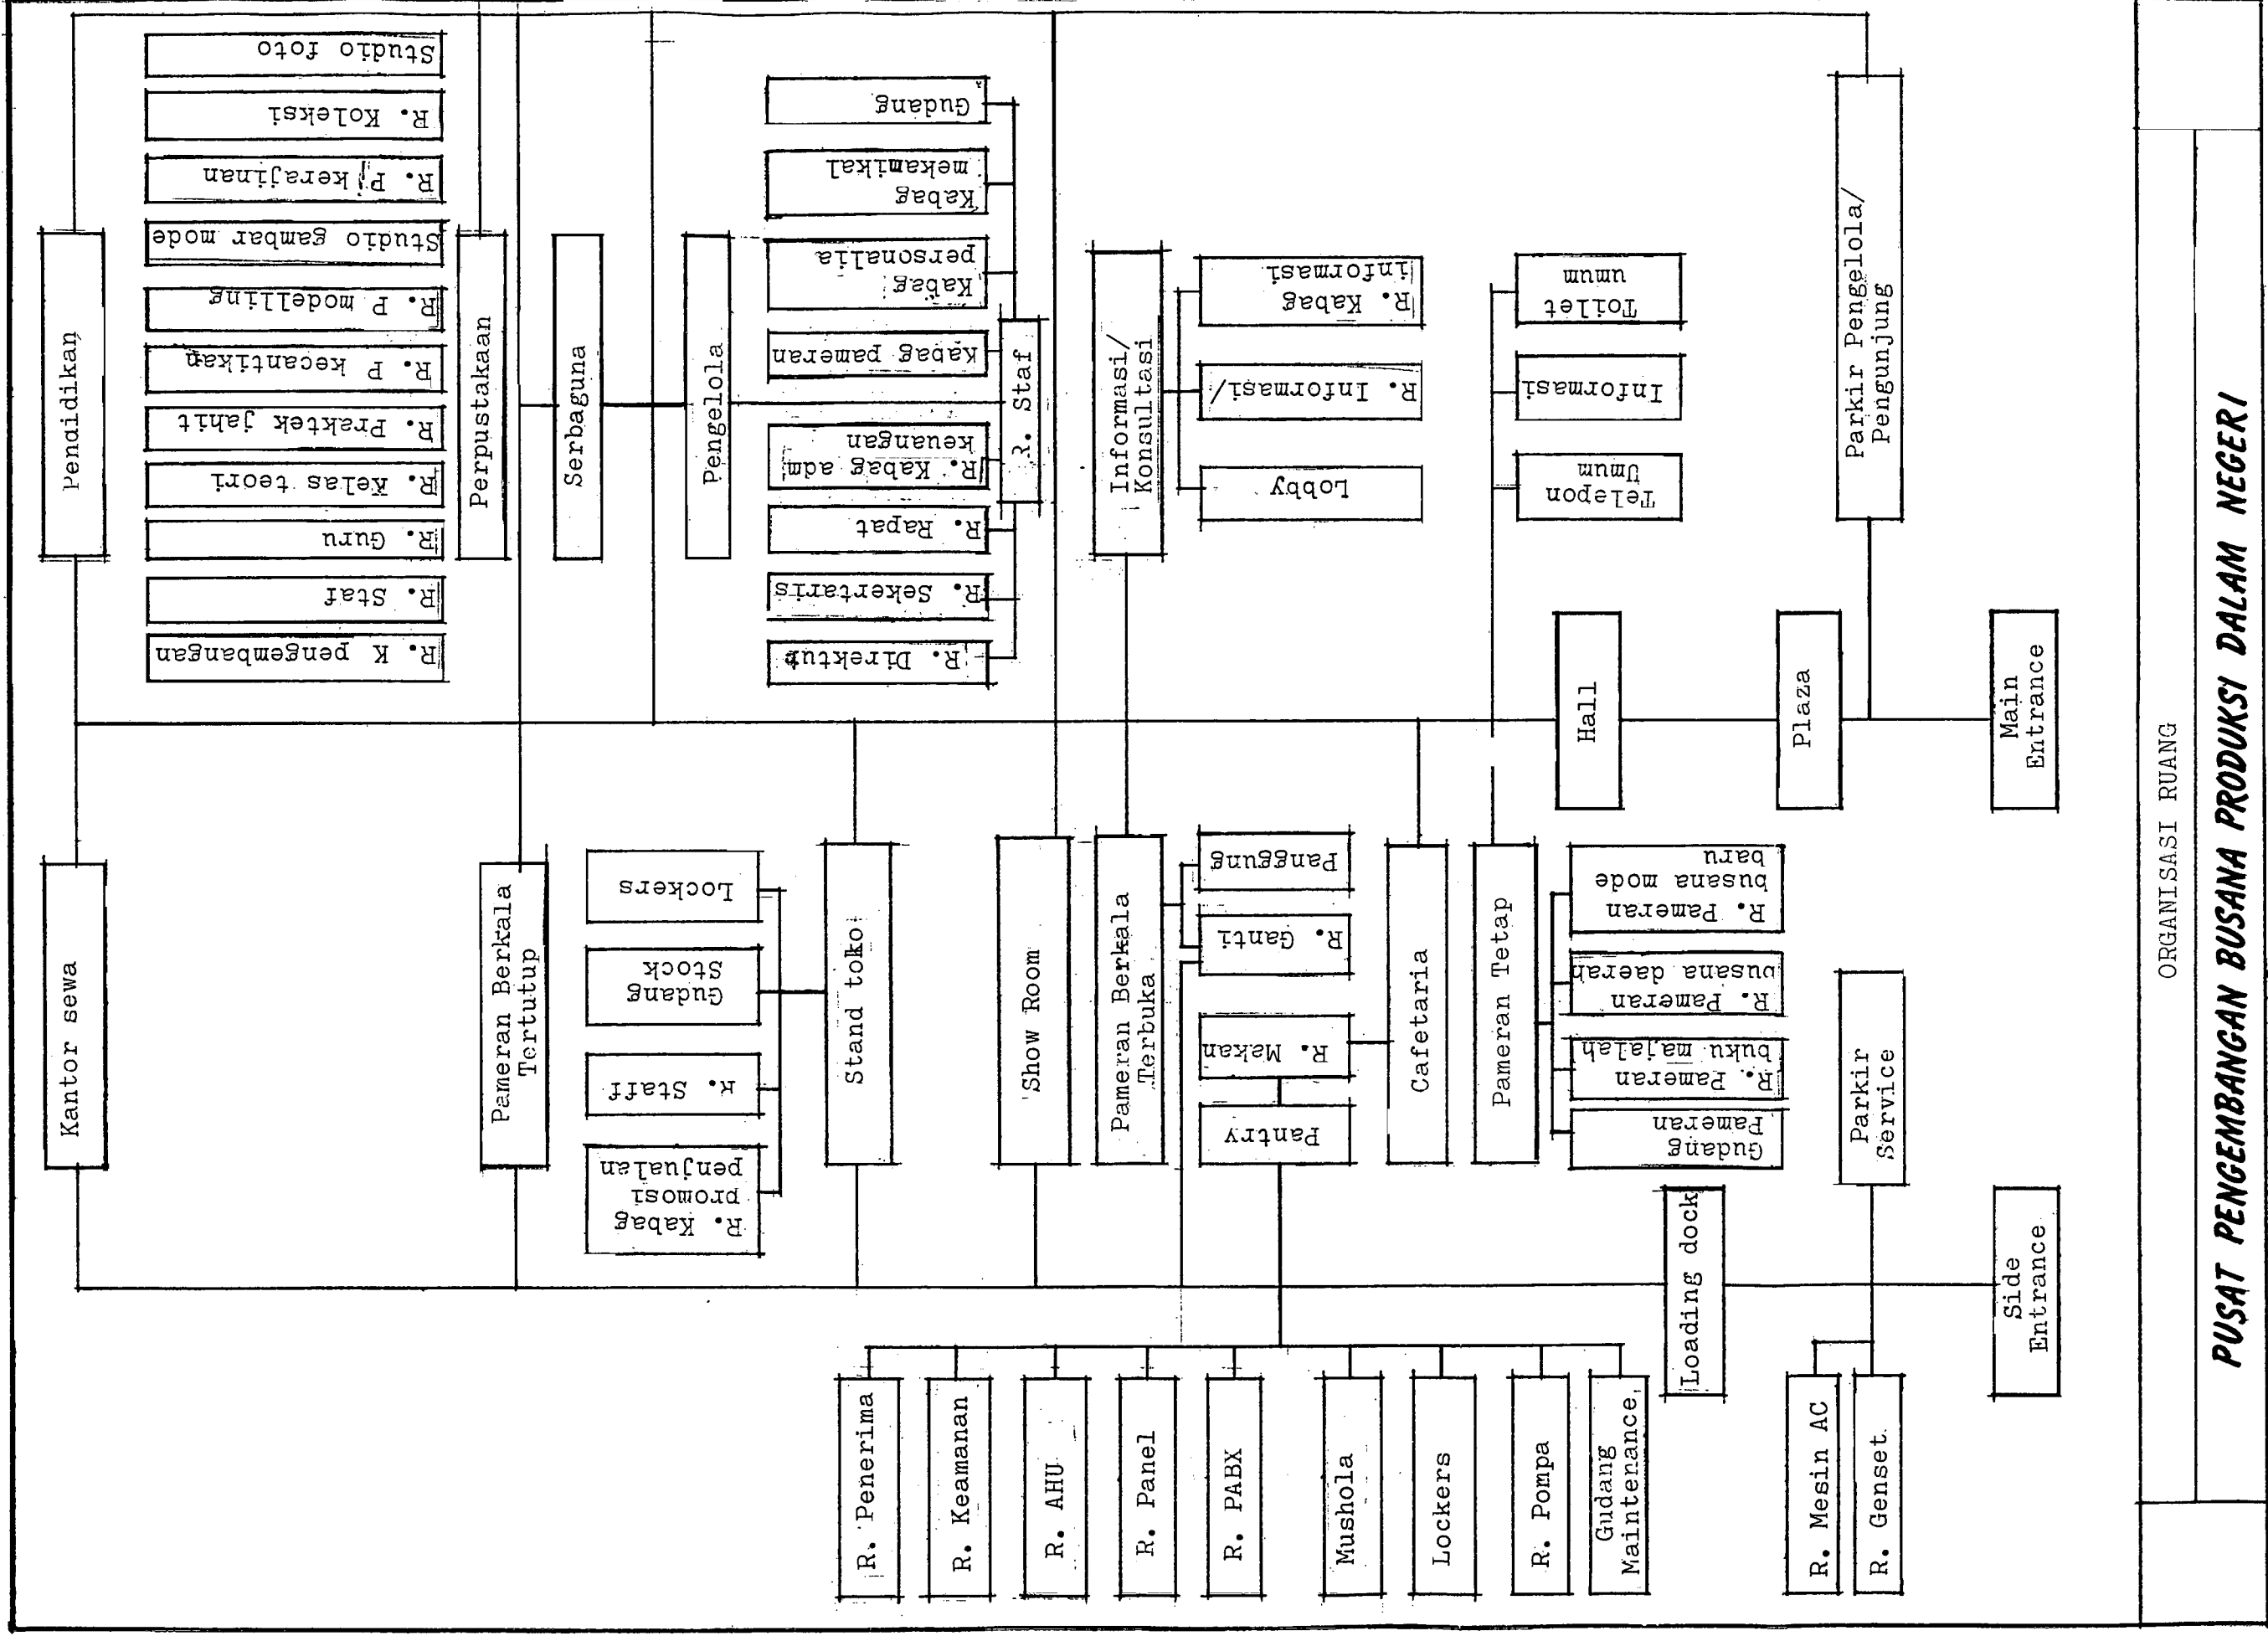 Kantor sewa
Pendidikan
R. K pengembangan
R. Staf
R. Guru
R. Kelas teori
R. Praktek jahit
R. P kecantikan
R. P modelling
Studio gambar mode
R. P kerajinan
R. Koleksi
Studio foto
Pameran Berkala
Tertutup
Perpustakaan
Serbaguna
R. Kabag
promosi
penjualan
R. Staff
Gudang
Stock
Lockers
Pengelola
R. Direktur
R. Sekertaris
R. Rapat
R. Kabag adm
keuangan
Kabag pameran
Kabag
personalia
Kabag
mekamikal
Gudang
Stand toko
R. Staf
Show Room
Pameran Berkala
Terbuka
Informasi/
Konsultasi
Pantry
R. Makan
R. Ganti
Panggung
Lobby
R. Informasi/
R. Kabag
informasi
Cafetaria
Pameran Tetap
Telepon
Umum
Informasi
Toilet
umum
Gudang
Pameran
R. Pameran
buku majalah
R. Pameran
busana daerah
R. Pameran
busana mode
baru
Hall
R. Penerima
R. Keamanan
R. AHU
R. Panel
R. PABX
Mushola
Lockers
R. Pompa
Gudang
Maintenance
Loading dock
Plaza
Parkir Pengelola/
Pengunjung
R. Mesin AC
R. Genset
Parkir
Service
Side
Entrance
Main
Entrance
ORGANISASI RUANG
PUSAT PENGEMBANGAN BUSANA PRODUKSI DALAM NEGERI